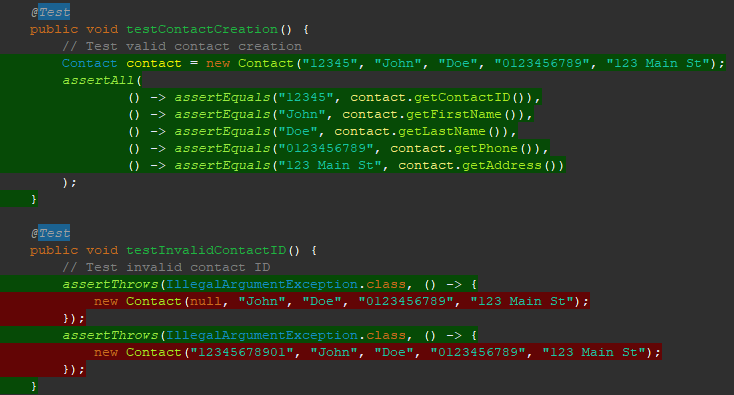 @Test
public void testContactCreation() {
// Test valid contact creation
Contact contact = new Contact("12345", "John", "Doe", "0123456789", "123 Main St");
assertAll(
() -> assertEquals("12345", contact.getContactID()),
() -> assertEquals("John", contact.getFirstName()),
() -> assertEquals("Doe", contact.getLastName()),
() -> assertEquals("0123456789", contact.getPhone()),
() -> assertEquals("123 Main St", contact.getAddress())
);
}
@Test
public void testInvalidContactID() {
// Test invalid contact ID
assertThrows(IllegalArgumentException.class, () -> {
new Contact(null, "John", "Doe", "0123456789", "123 Main St");
});
assertThrows(IllegalArgumentException.class, () -> {
new Contact("12345678901", "John", "Doe", "0123456789", "123 Main St");
});
}